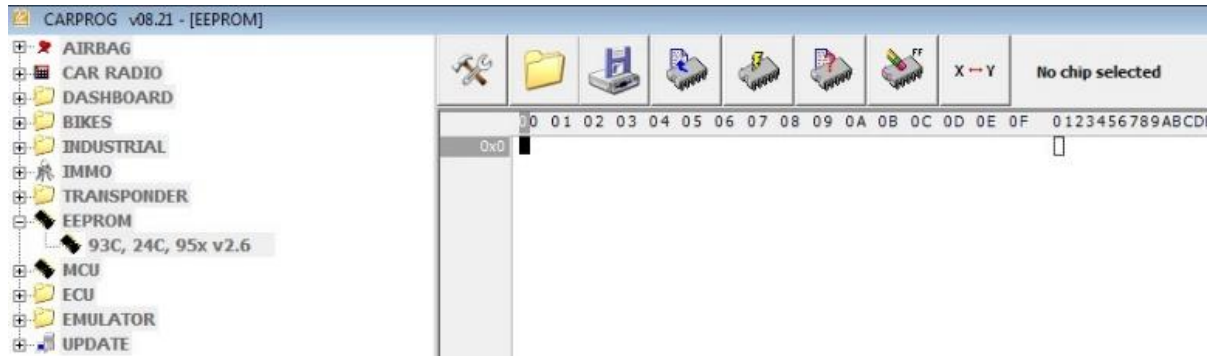 CARPROG v08.21 - [EEPROM]
AIRBAG
CAR RADIO
DASHBOARD
BIKES
INDUSTRIAL
IMMO
TRANSPONDER
EEPROM
93C, 24C, 95x v2.6
MCU
ECU
EMULATOR
UPDATE
FF
X ↔ Y
No chip selected
00 01 02 03 04 05 06 07 08 09 0A 0B 0C 0D 0E 0F 0123456789ABCD
0x0